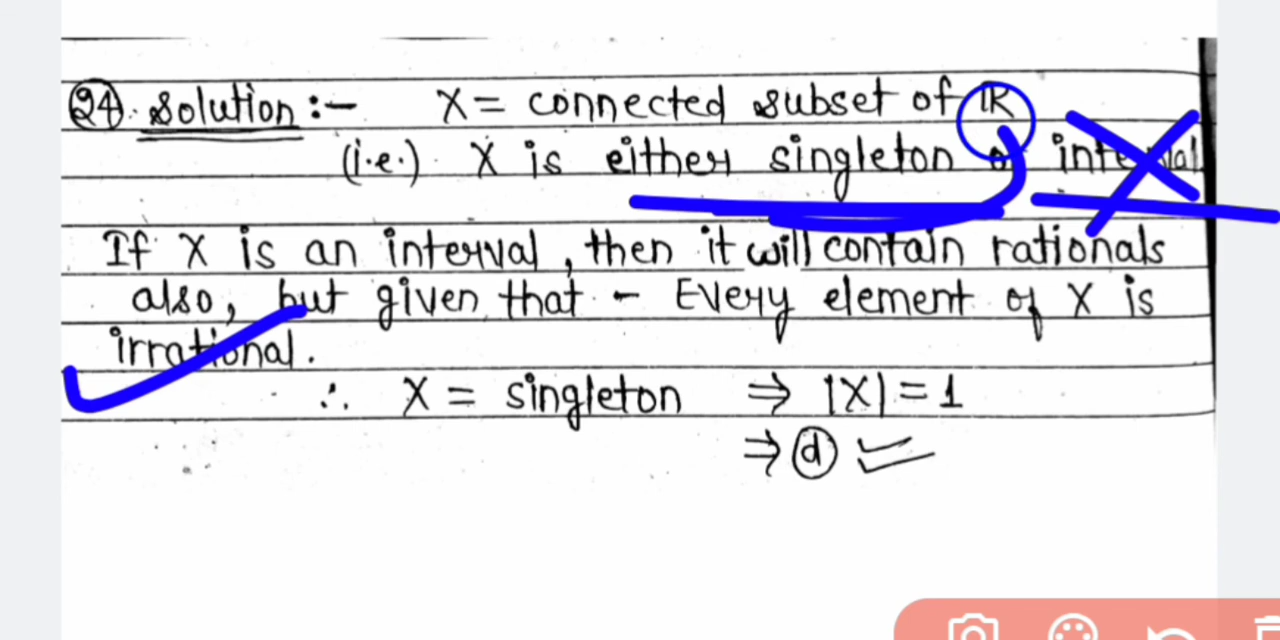 24. Solution :- X = connected subset of ℝ
(i.e.) X is either singleton or interval
If X is an interval, then it will contain rationals
also, but given that - Every element of X is
irrational.
∴ X = singleton ⇒ |X| = 1
⇒ (d)